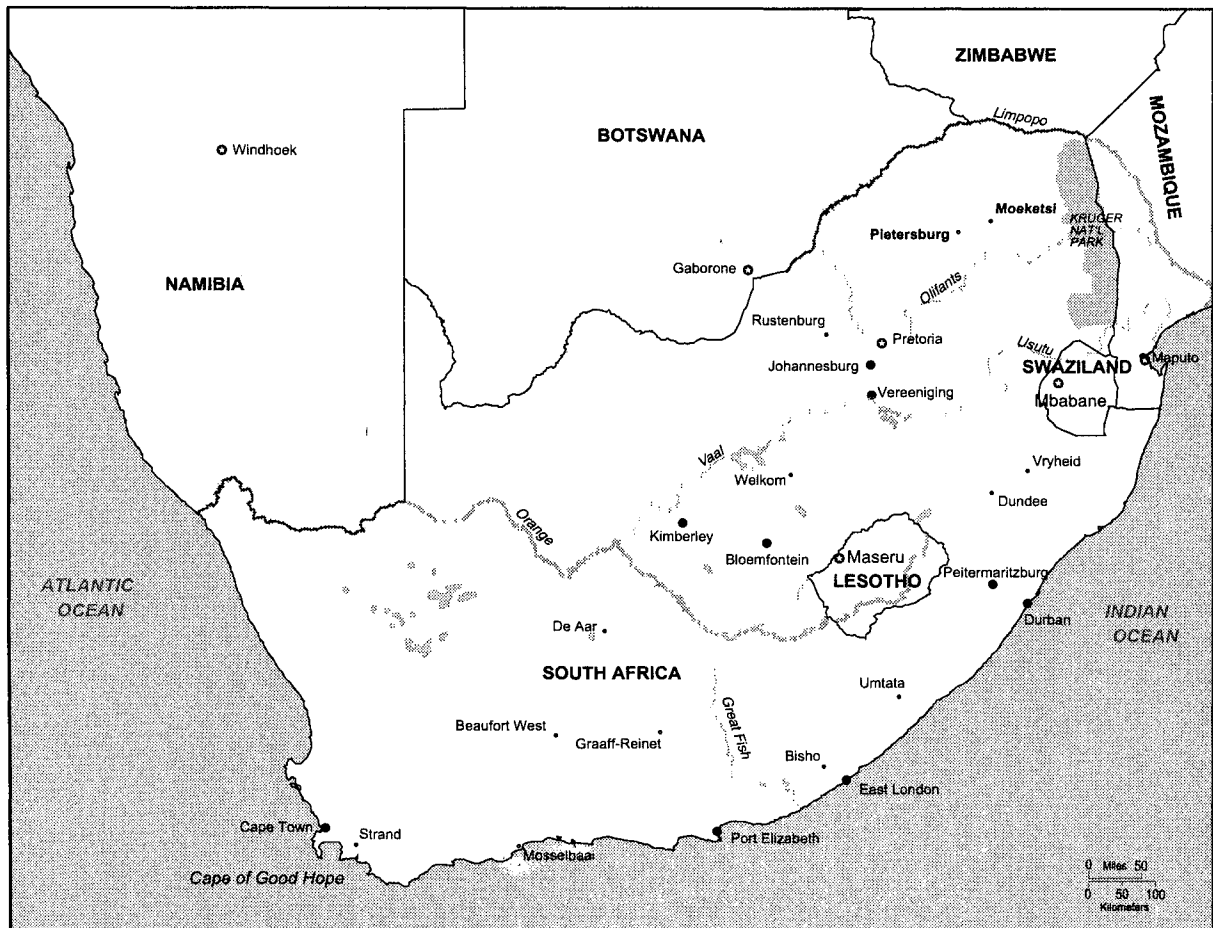 ZIMBABWE
Limpopo
MOZAMBIQUE
BOTSWANA
Windhoek
Moeketsi
Pietersburg
KRUGER
NAT'L
PARK
Gaborone
NAMIBIA
Olifants
Rustenburg
Pretoria
Usutu
Johannesburg
SWAZILAND
Maputo
Vereeniging
Mbabane
Vaal
Vryheid
Welkom
Dundee
Orange
Kimberley
Bloemfontein
Maseru
Peitermaritzburg
LESOTHO
ATLANTIC
OCEAN
INDIAN
OCEAN
Durban
De Aar
SOUTH AFRICA
Umtata
Great Fish
Beaufort West
Graaff-Reinet
Bisho
East London
Cape Town
Strand
Port Elizabeth
Mosselbaai
Cape of Good Hope
0 Miles 50
0 50 100
Kilometers